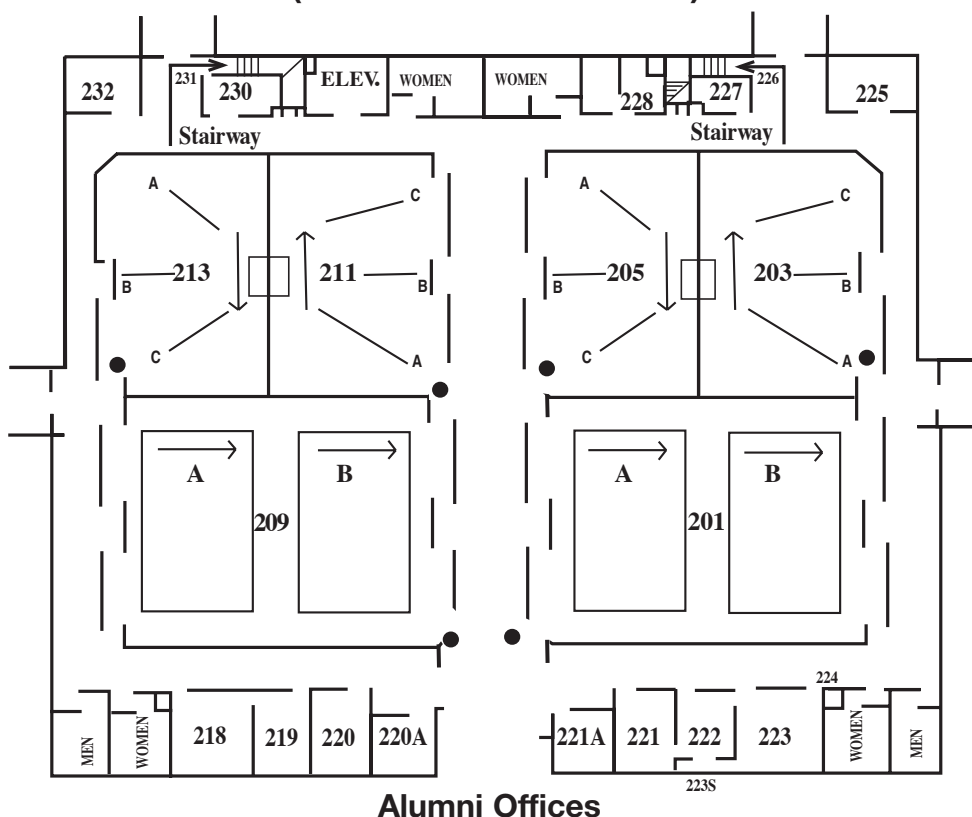 231
226
ELEV.
WOMEN
WOMEN
232
230
228
227
225
Stairway
Stairway
A
C
A
C
213
211
205
203
B
B
B
B
C
A
C
A
A
B
A
B
209
201
224
MEN
WOMEN
218
219
220
220A
221A
221
222
223
WOMEN
MEN
223S
Alumni Offices